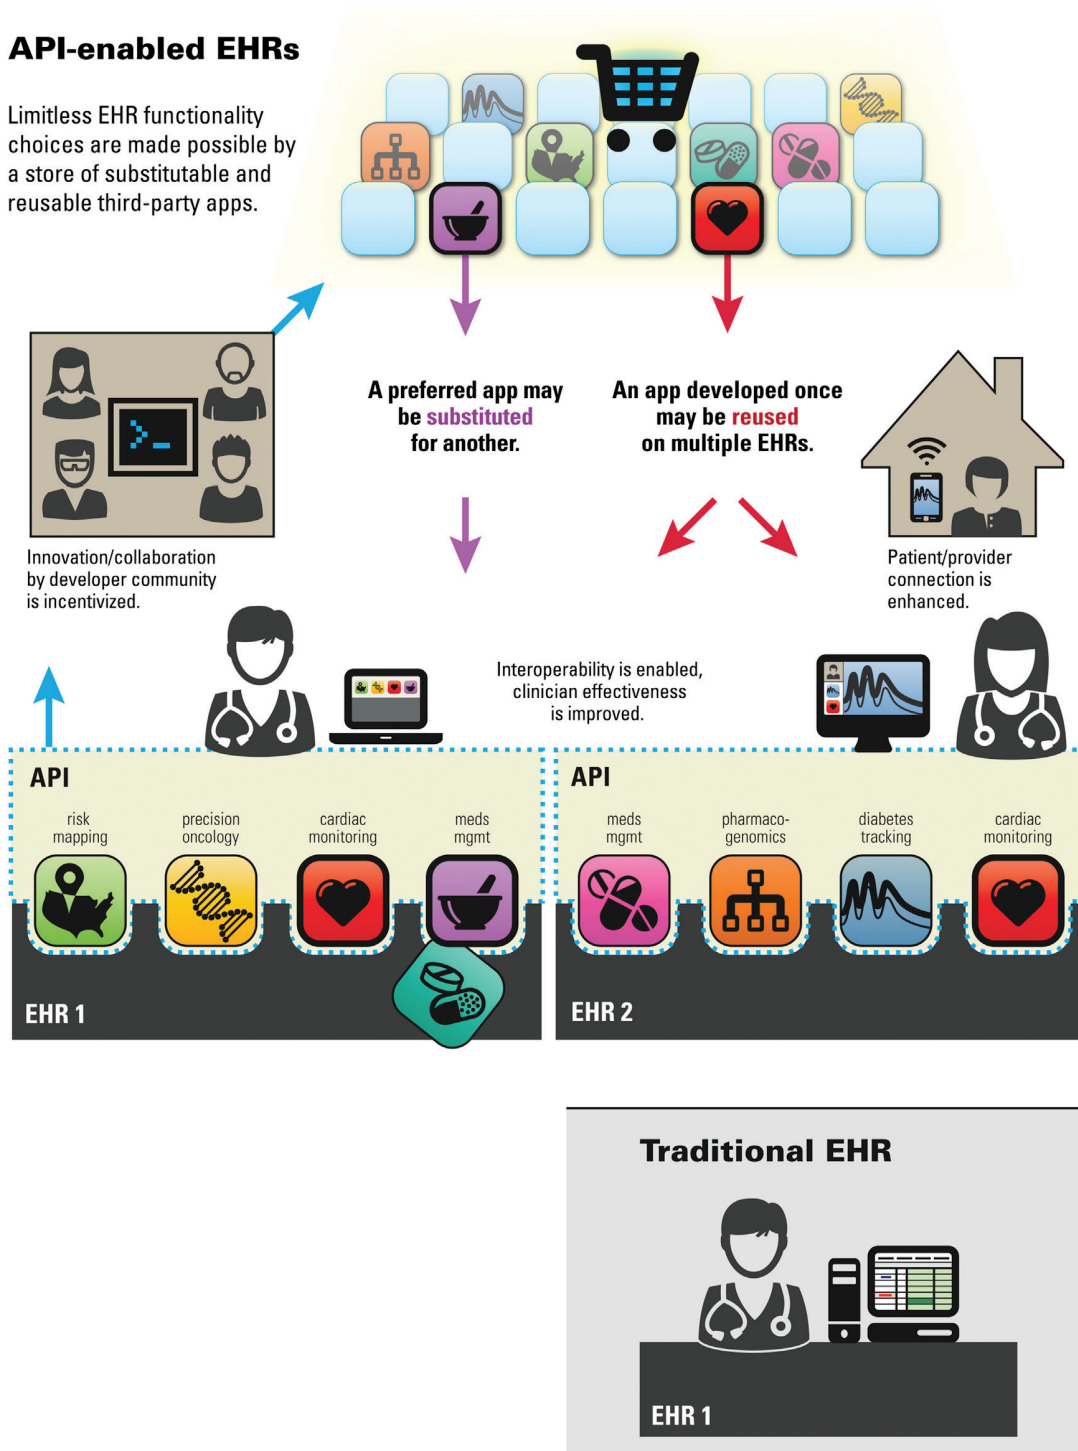 API-enabled EHRs
Limitless EHR functionality
choices are made possible by
a store of substitutable and
reusable third-party apps.
A preferred app may
be substituted
for another.
An app developed once
may be reused
on multiple EHRs.
Innovation/collaboration
by developer community
is incentivized.
Patient/provider
connection is
enhanced.
Interoperability is enabled,
clinician effectiveness
is improved.
API
risk
mapping
precision
oncology
cardiac
monitoring
meds
mgmt
EHR 1
API
meds
mgmt
pharmaco-
genomics
diabetes
tracking
cardiac
monitoring
EHR 2
Traditional EHR
EHR 1